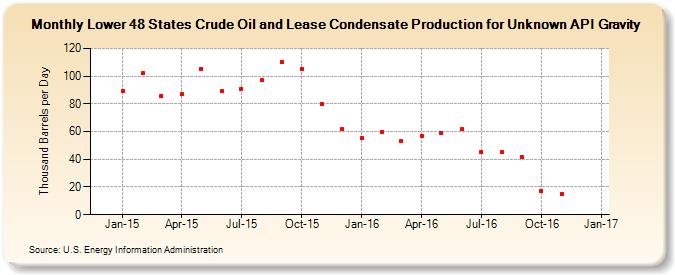 Monthly Lower 48 States Crude Oil and Lease Condensate Production for Unknown API Gravity
Thousand Barrels per Day
120
100
80
60
40
20
0
Jan-15 Apr-15 Jul-15 Oct-15 Jan-16 Apr-16 Jul-16 Oct-16 Jan-17
Source: U.S. Energy Information Administration